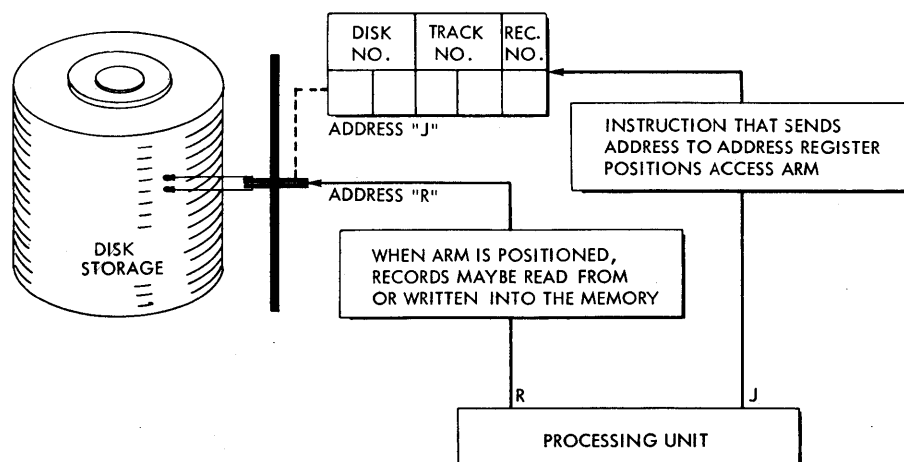 DISK NO.
TRACK NO.
REC. NO.
ADDRESS "J"
INSTRUCTION THAT SENDS
ADDRESS TO ADDRESS REGISTER
POSITIONS ACCESS ARM
ADDRESS "R"
DISK
STORAGE
WHEN ARM IS POSITIONED,
RECORDS MAYBE READ FROM
OR WRITTEN INTO THE MEMORY
R
J
PROCESSING UNIT